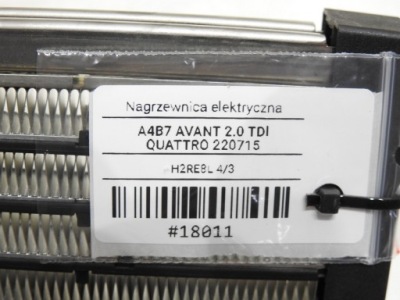 Nagrzewnica elektryczna
A4B7 AVANT 2.0 TDI
QUATTRO 220715
H2RE8L 4/3
#18011